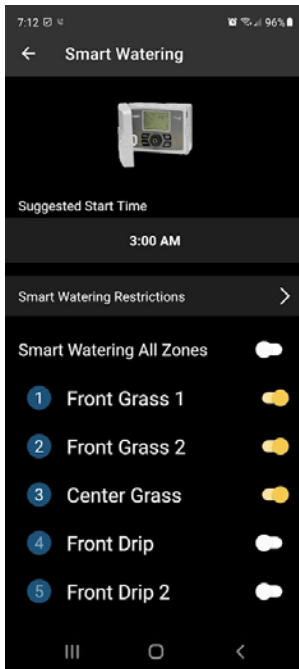 7:12
96%
Smart Watering
Suggested Start Time
3:00 AM
Smart Watering Restrictions
Smart Watering All Zones
1 Front Grass 1
2 Front Grass 2
3 Center Grass
4 Front Drip
5 Front Drip 2